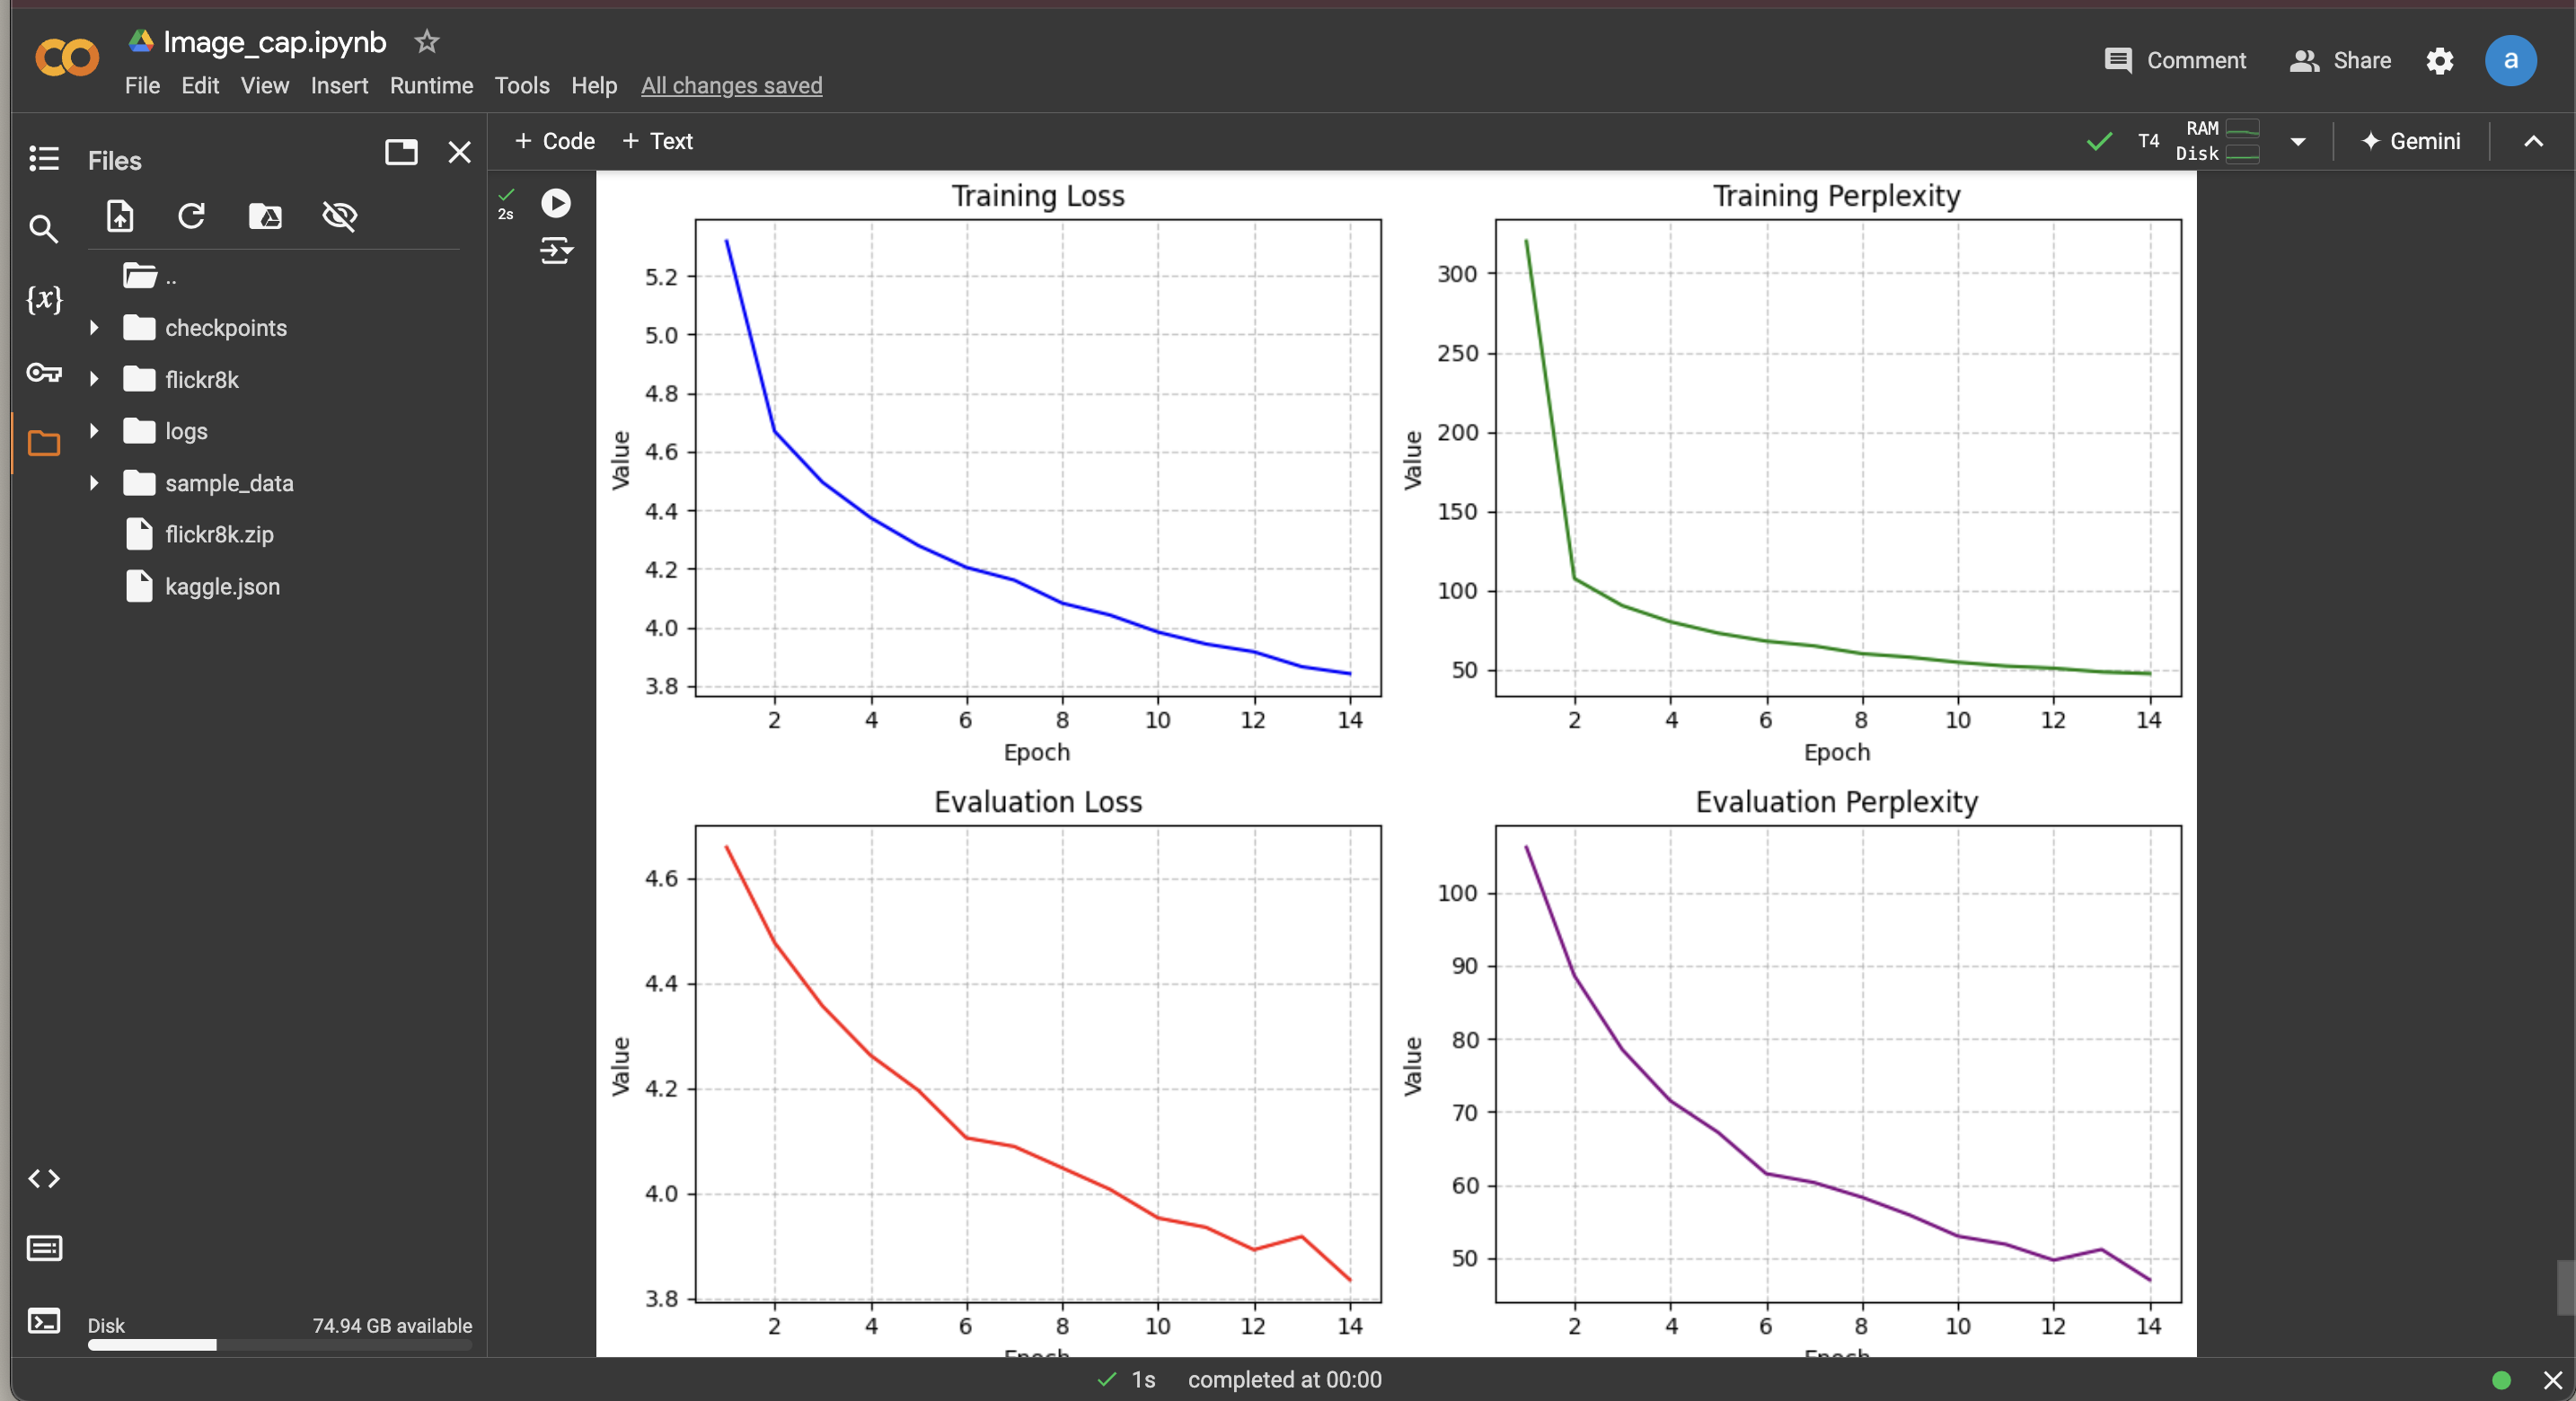 Image_cap.ipynb
File Edit View Insert Runtime Tools Help All changes saved
Comment Share a
Files
+ Code + Text
T4 RAM Disk Gemini
{x}
..
checkpoints
flickr8k
logs
sample_data
flickr8k.zip
kaggle.json
Disk 74.94 GB available
2s
Training Loss
5.2
5.0
4.8
4.6
4.4
4.2
4.0
3.8
Value
2 4 6 8 10 12 14
Epoch
Training Perplexity
300
250
200
150
100
50
Value
2 4 6 8 10 12 14
Epoch
Evaluation Loss
4.6
4.4
4.2
4.0
3.8
Value
2 4 6 8 10 12 14
Epoch
Evaluation Perplexity
100
90
80
70
60
50
Value
2 4 6 8 10 12 14
Epoch
1s completed at 00:00